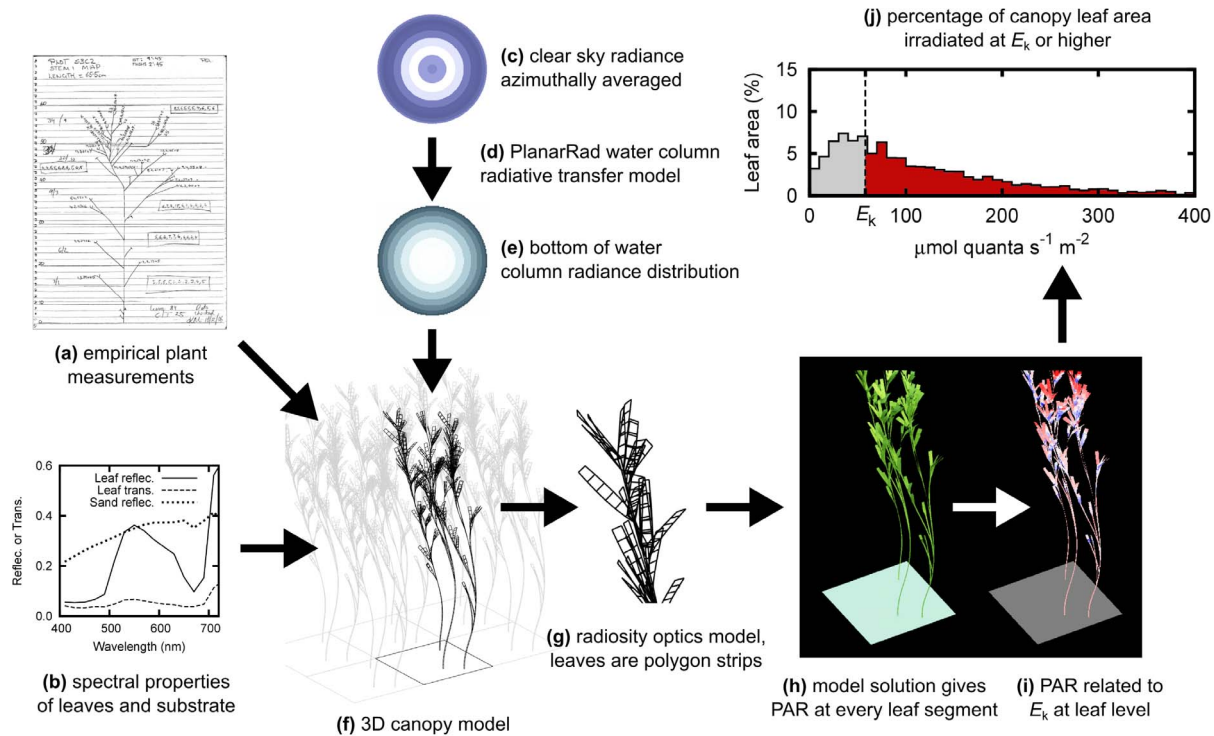 (j) percentage of canopy leaf area
irradiated at Ek or higher
(c) clear sky radiance
azimuthally averaged
PLOT
STEM 1 MAP
(d) PlanarRad water column
radiative transfer model
15
10
5
0
Leaf area (%)
0 Ek 100 200 300 400
μmol quanta s⁻¹ m⁻²
(e) bottom of water
column radiance distribution
(a) empirical plant
measurements
0.6
0.4
0.2
0.0
Reflec. or Trans.
Leaf reflec.
Leaf trans.
Sand reflec.
400 500 600 700
Wavelength (nm)
(b) spectral properties
of leaves and substrate
(f) 3D canopy model
(g) radiosity optics model,
leaves are polygon strips
(h) model solution gives
PAR at every leaf segment
(i) PAR related to
Ek at leaf level